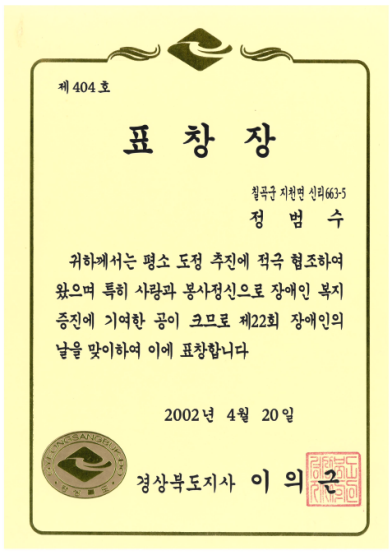 제 404 호
표 창 장
칠곡군 지천면 신리663-5
정 범 수
귀하께서는 평소 도정 추진에 적극 협조하여
왔으며 특히 사랑과 봉사정신으로 장애인 복지
증진에 기여한 공이 크므로 제22회 장애인의
날을 맞이하여 이에 표창합니다
2002년 4월 20일
경상북도지사 이 의 근